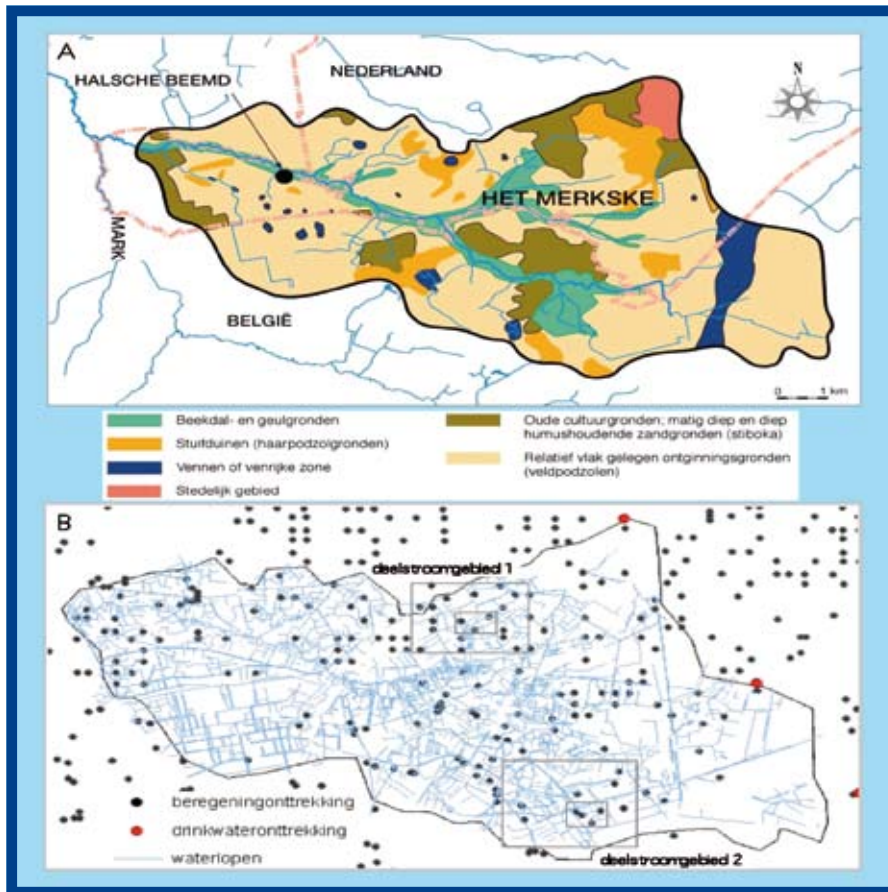 A
HALSCHE BEEMD
NEDERLAND
N
HET MERKSKE
MARK
BELGIË
0 1 km
Beekdal- en geulgronden
Stuifduinen (haarpodzolgronden)
Vennen of venrijke zone
Stedelijk gebied
Oude cultuurgronden; matig diep en diep
humushoudende zandgronden (stiboka)
Relatief vlak gelegen ontginningsgronden
(veldpodzolen)
B
deelstroomgebied 1
beregeningonttrekking
drinkwateronttrekking
waterlopen
deelstroomgebied 2